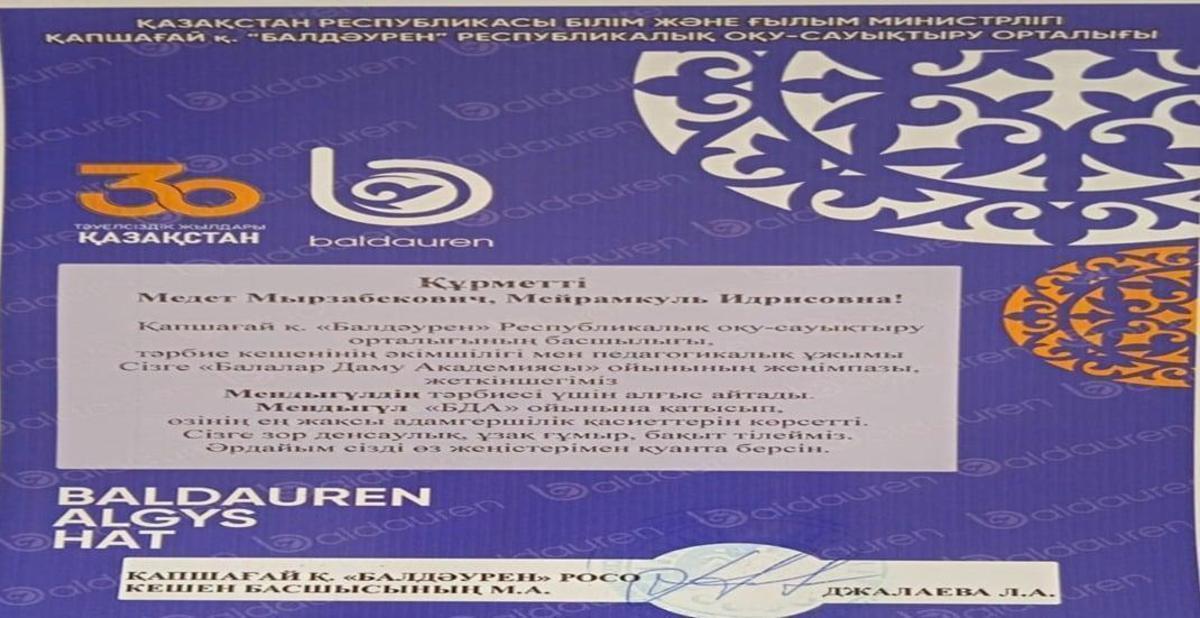 ҚАЗАҚСТАН РЕСПУБЛИКАСЫ БІЛІМ ЖӘНЕ ҒЫЛЫМ МИНИСТРЛІГІ
ҚАПШАҒАЙ қ. "БАЛДӘУРЕН" РЕСПУБЛИКАЛЫҚ ОҚУ-САУЫҚТЫРУ ОРТАЛЫҒЫ
30
ТӘУЕЛСІЗДІК ЖЫЛДАРЫ
ҚАЗАҚСТАН
baldauren
Құрметті
Медет Мырзабекович, Мейрамкуль Идрисовна!
Қапшағай қ. «Балдәурен» Республикалық оқу-сауықтыру
орталығының басшылығы,
тәрбие кешенінің әкімшілігі мен педагогикалық ұжымы
Сізге «Балалар Даму Академиясы» ойынының жеңімпазы,
жеткіншегіміз
Мендыгүлдің тәрбиесі үшін алғыс айтады.
Мендыгүл «БДА» ойынына қатысып,
өзінің ең жақсы адамгершілік қасиеттерін көрсетті.
Сізге зор денсаулық, ұзақ ғұмыр, бақыт тілейміз.
Әрдайым сізді өз жеңістерімен қуанта берсін.
BALDAUREN
ALGYS
HAT
ҚАПШАҒАЙ Қ. «БАЛДӘУРЕН» РОСО
КЕШЕН БАСШЫСЫНЫҢ М.А.
ДЖАЛАЕВА Л.А.